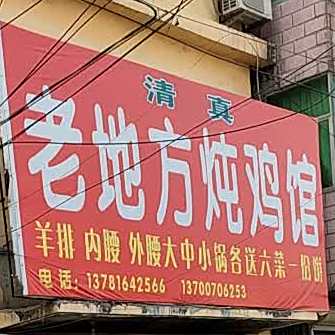 清真
老地方炖鸡馆
羊排 内腰 外腰大中小锅各送六菜一份饼
电话：13781642566 13700706253